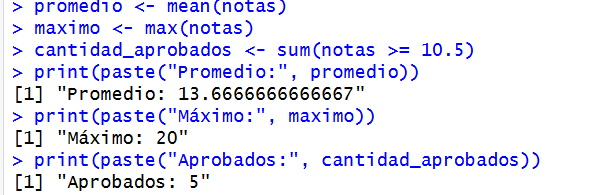 > promedio <- mean(notas)
> maximo <- max(notas)
> cantidad_aprobados <- sum(notas >= 10.5)
> print(paste("Promedio:", promedio))
[1] "Promedio: 13.6666666666667"
> print(paste("Máximo:", maximo))
[1] "Máximo: 20"
> print(paste("Aprobados:", cantidad_aprobados))
[1] "Aprobados: 5"